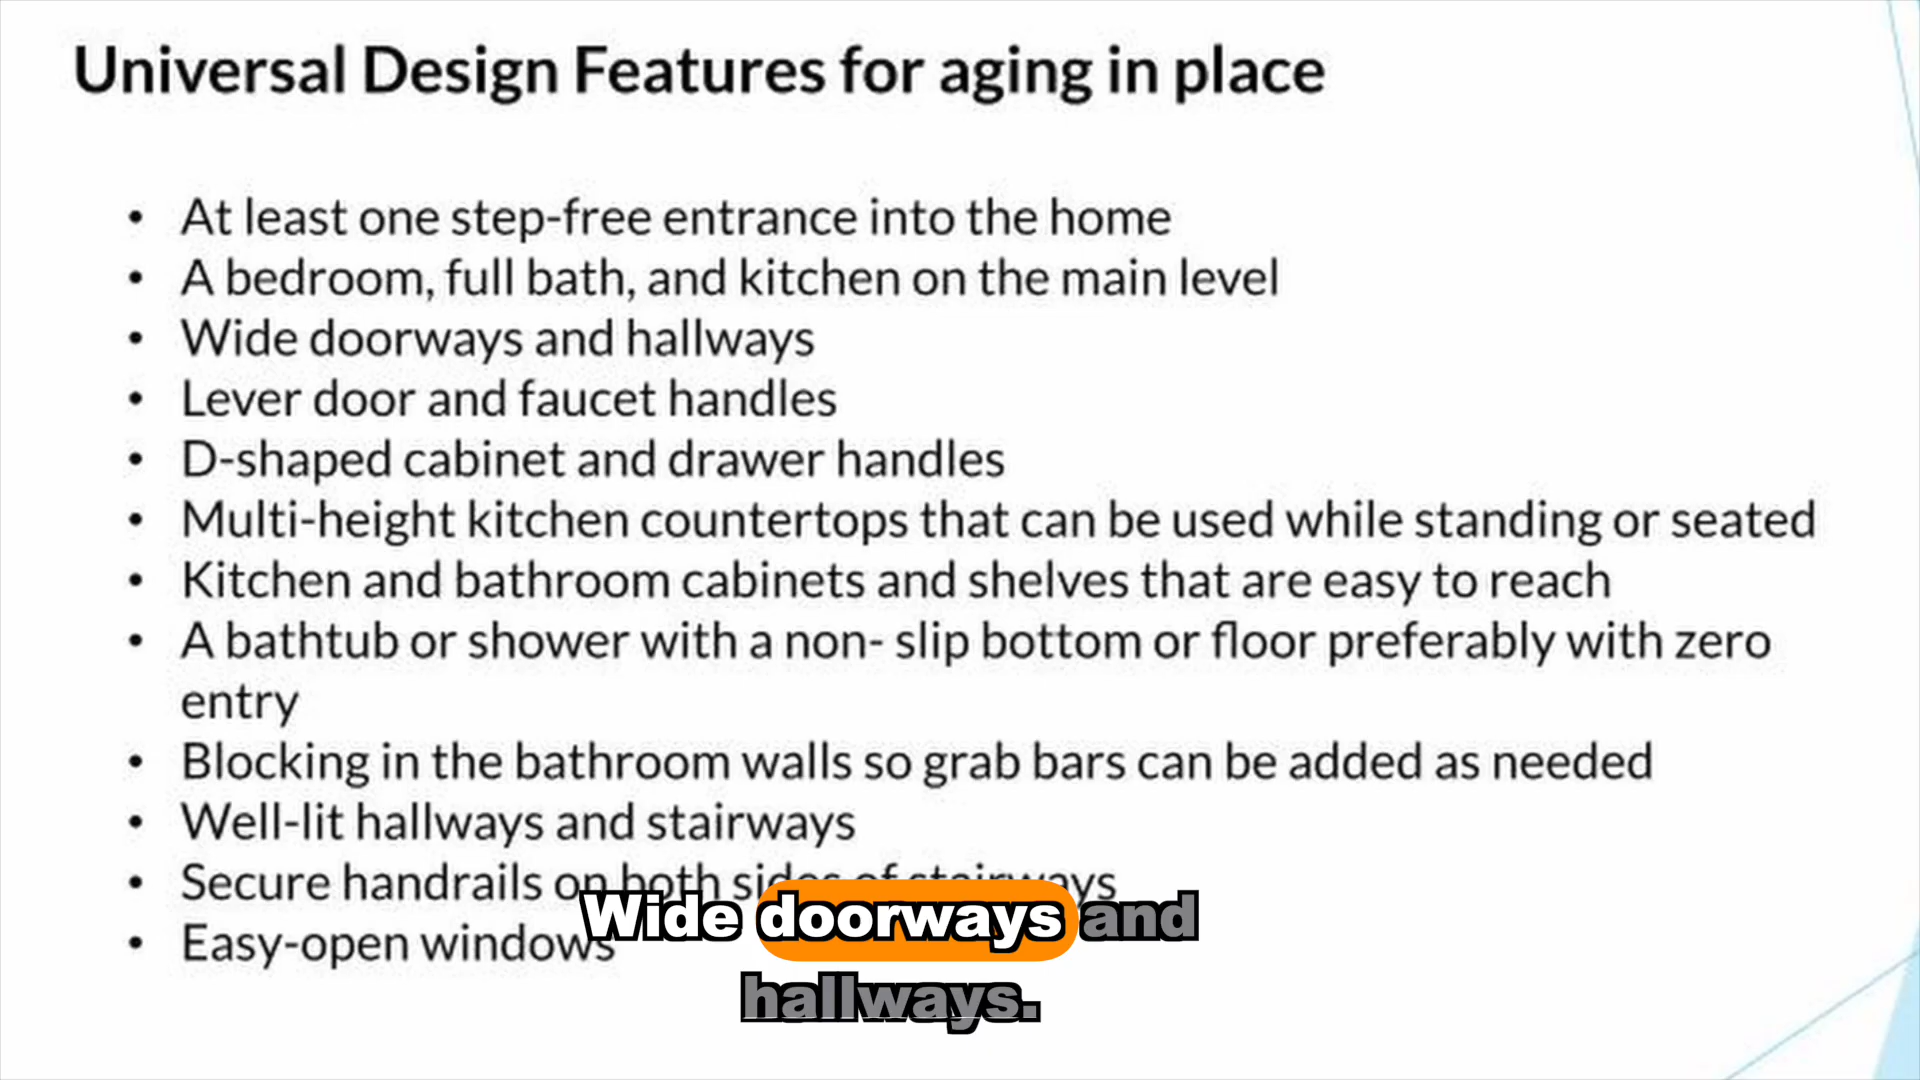 Universal Design Features for aging in place
• At least one step-free entrance into the home
• A bedroom, full bath, and kitchen on the main level
• Wide doorways and hallways
• Lever door and faucet handles
• D-shaped cabinet and drawer handles
• Multi-height kitchen countertops that can be used while standing or seated
• Kitchen and bathroom cabinets and shelves that are easy to reach
• A bathtub or shower with a non- slip bottom or floor preferably with zero
entry
• Blocking in the bathroom walls so grab bars can be added as needed
• Well-lit hallways and stairways
• Secure handrails on both sides of stairways
• Easy-open windows
Wide doorways and
hallways.